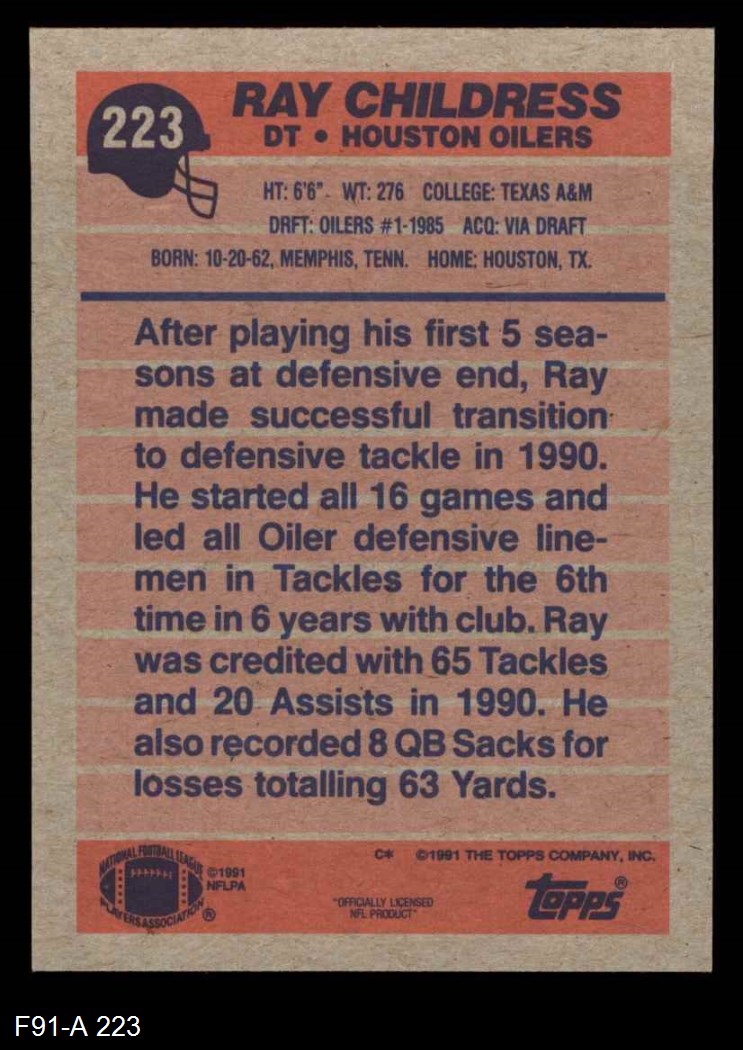 223
RAY CHILDRESS
DT • HOUSTON OILERS
HT: 6'6" WT: 276 COLLEGE: TEXAS A&M
DRFT: OILERS #1-1985 ACQ: VIA DRAFT
BORN: 10-20-62, MEMPHIS, TENN. HOME: HOUSTON, TX.
After playing his first 5 sea-
sons at defensive end, Ray
made successful transition
to defensive tackle in 1990.
He started all 16 games and
led all Oiler defensive line-
men in Tackles for the 6th
time in 6 years with club. Ray
was credited with 65 Tackles
and 20 Assists in 1990. He
also recorded 8 QB Sacks for
losses totalling 63 Yards.
C* ©1991 THE TOPPS COMPANY, INC.
NATIONAL FOOTBALL LEAGUE
PLAYERS ASSOCIATION ®
©1991
NFLPA
"OFFICIALLY LICENSED
NFL PRODUCT"
TOPPS®
F91-A 223